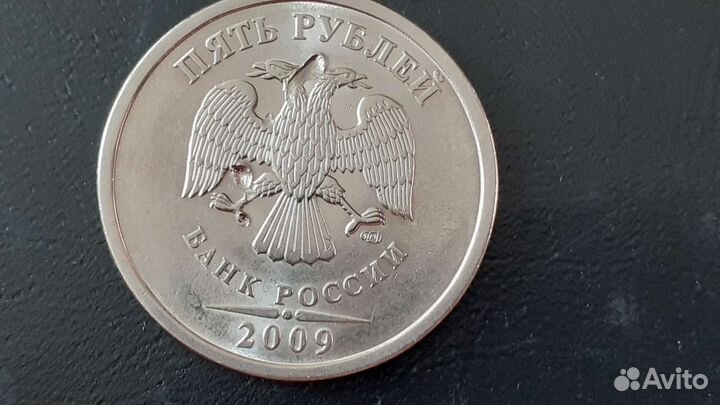 ПЯТЬ РУБЛЕЙ
БАНК РОССИИ
2009
Avito